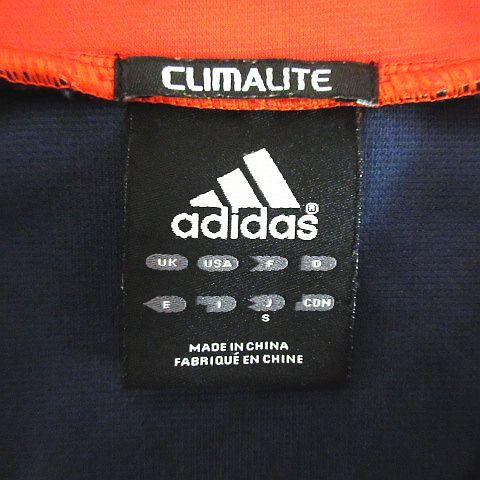 CLIMALITE
adidas®
UK USA F D
E I J CDN
S
MADE IN CHINA
FABRIQUÉ EN CHINE